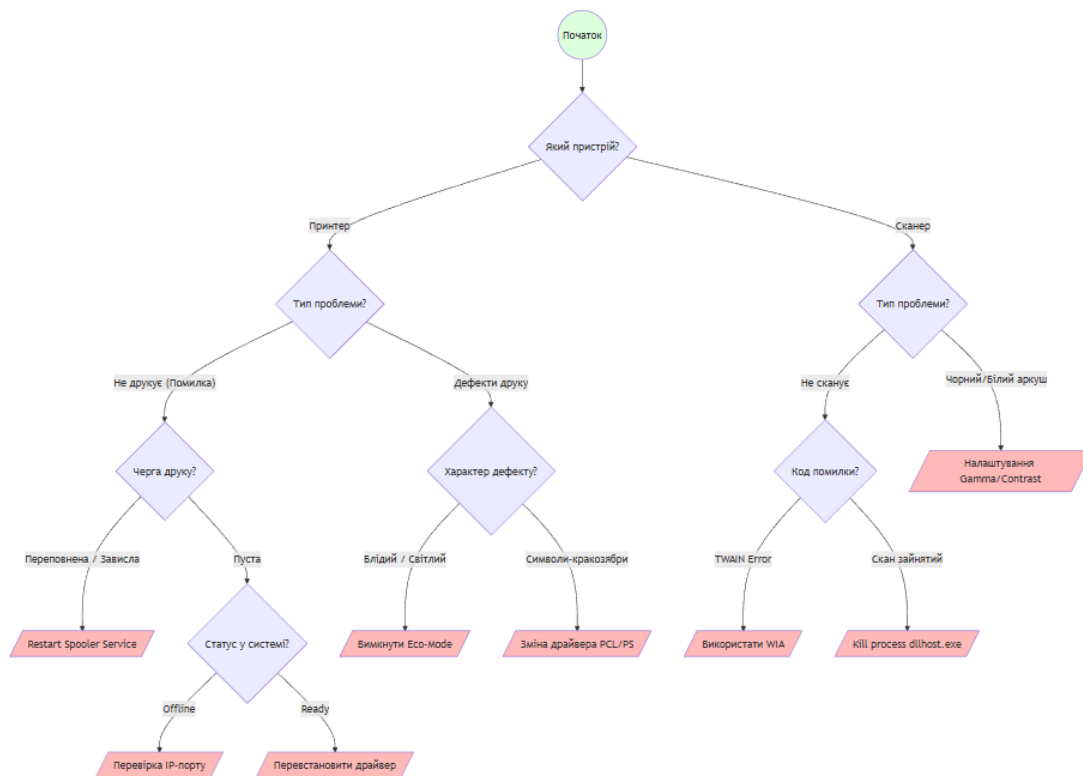 Початок
Який пристрій?
Принтер
Сканер
Тип проблеми?
Тип проблеми?
Не друкує (Помилка)
Дефекти друку
Не сканує
Чорний/Білий аркуш
Черга друку?
Характер дефекту?
Код помилки?
Налаштування
Gamma/Contrast
Переповнена / Зависла
Пуста
Блідий / Світлий
Символи-кракозябри
TWAIN Error
Скан зайнятий
Restart Spooler Service
Статус у системі?
Вимкнути Eco-Mode
Зміна драйвера PCL/PS
Використати WIA
Kill process dllhost.exe
Offline
Ready
Перевірка IP-порту
Перевстановити драйвер